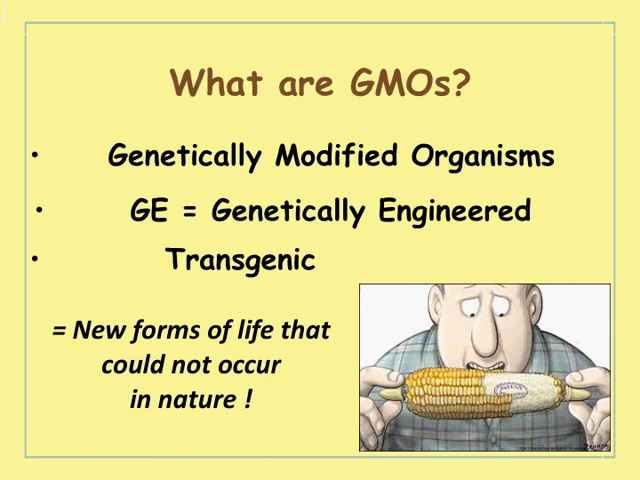 What are GMOs?
• Genetically Modified Organisms
• GE = Genetically Engineered
• Transgenic
= New forms of life that
could not occur
in nature !